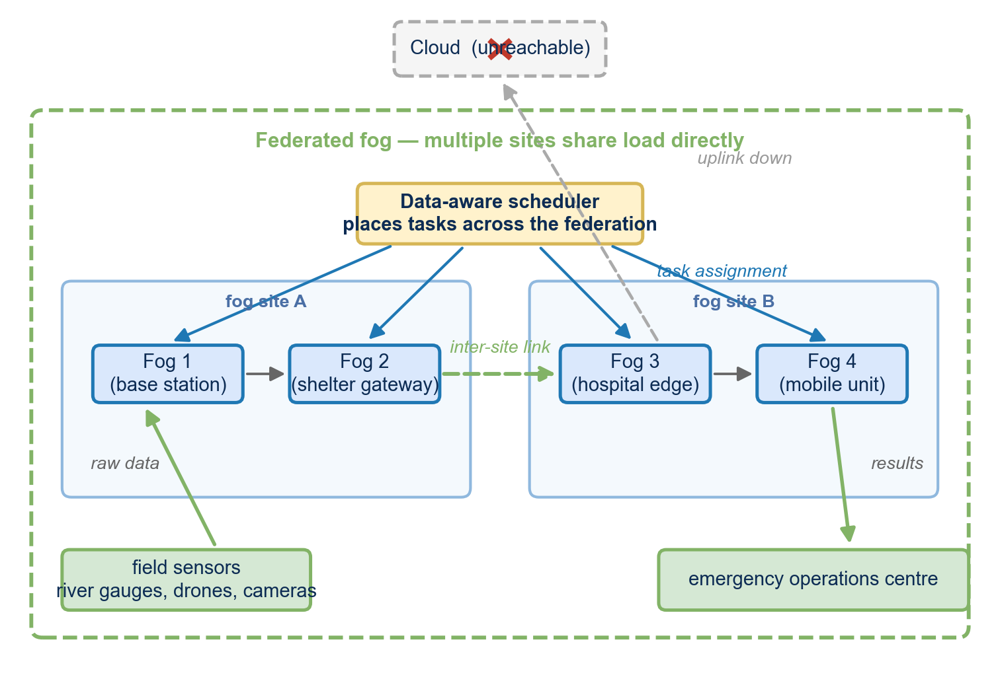 Cloud (unreachable)
Federated fog — multiple sites share load directly
uplink down
Data-aware scheduler
places tasks across the federation
task assignment
fog site A
fog site B
inter-site link
Fog 1
(base station)
Fog 2
(shelter gateway)
Fog 3
(hospital edge)
Fog 4
(mobile unit)
raw data
results
field sensors
river gauges, drones, cameras
emergency operations centre